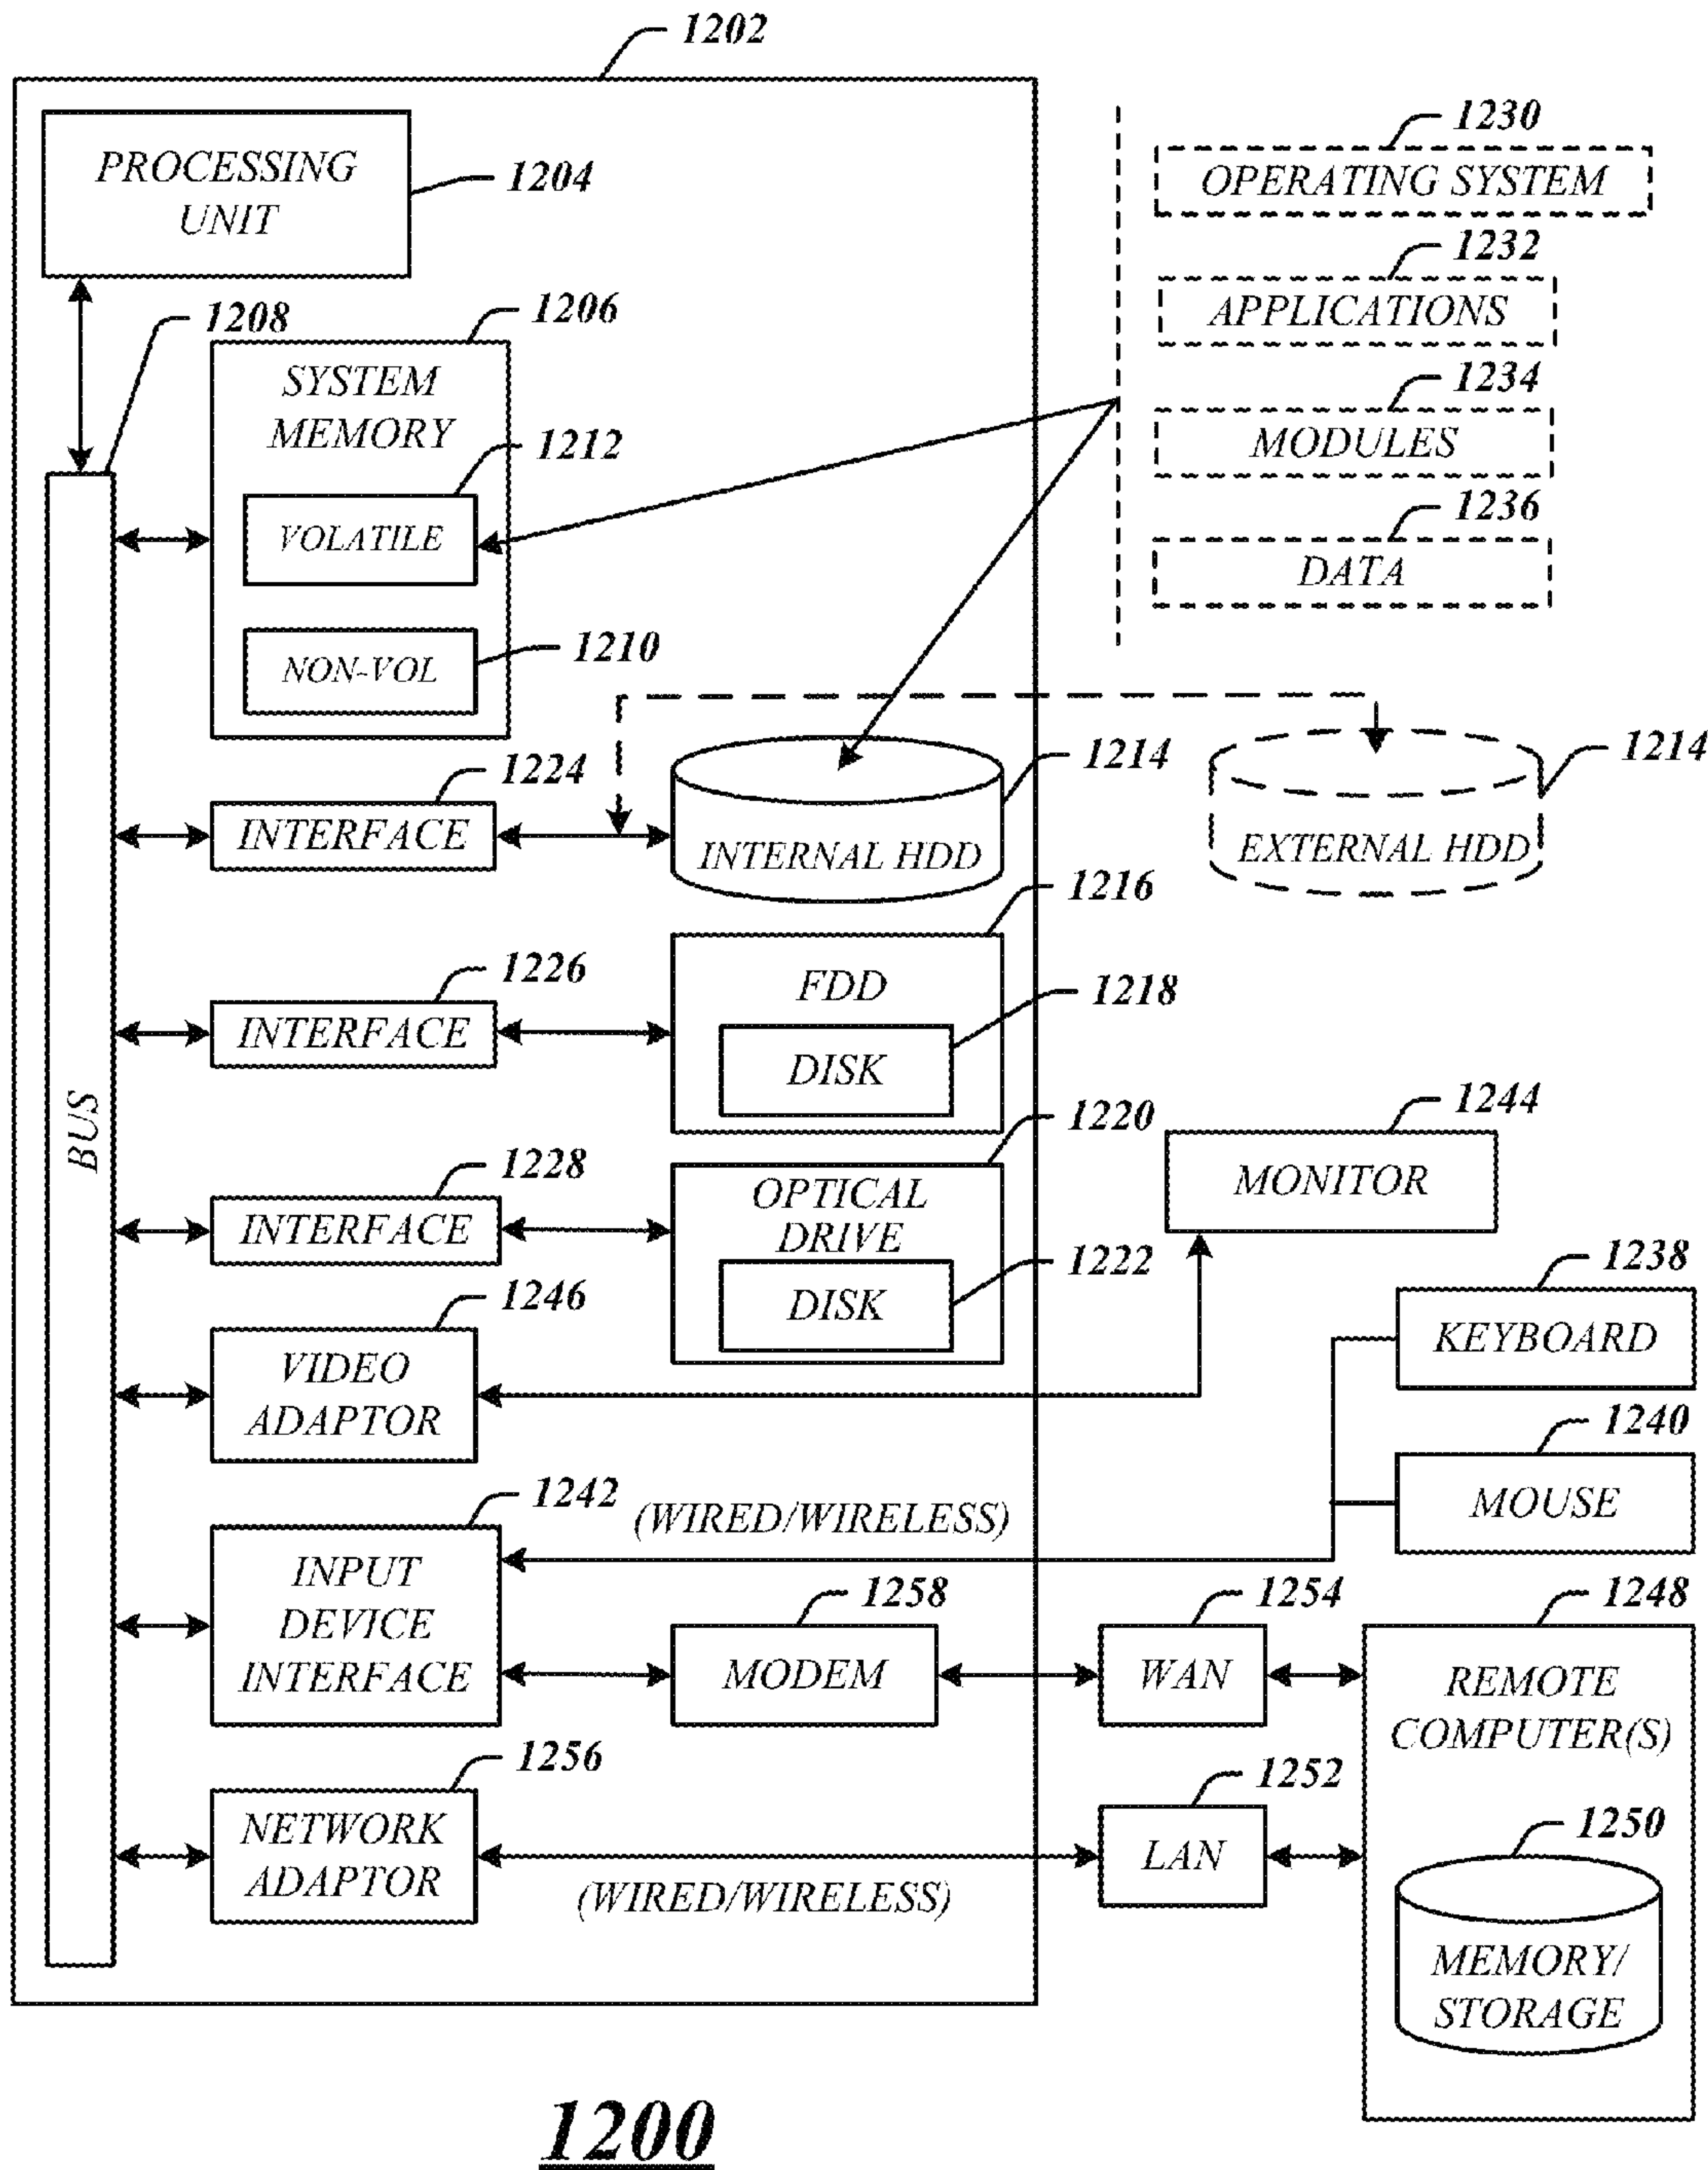 1202
PROCESSING
UNIT
1204
1230
OPERATING SYSTEM
1232
APPLICATIONS
1234
MODULES
1236
DATA
1208
BUS
1206
SYSTEM
MEMORY
1212
VOLATILE
1210
NON-VOL
1224
INTERFACE
1214
INTERNAL HDD
1214
EXTERNAL HDD
1226
INTERFACE
1216
FDD
1218
DISK
1228
INTERFACE
1220
OPTICAL
DRIVE
1222
DISK
1244
MONITOR
1246
VIDEO
ADAPTOR
1238
KEYBOARD
1240
MOUSE
1242
INPUT
DEVICE
INTERFACE
(WIRED/WIRELESS)
1258
MODEM
1254
WAN
1248
REMOTE
COMPUTER(S)
1256
NETWORK
ADAPTOR
(WIRED/WIRELESS)
1252
LAN
1250
MEMORY/
STORAGE
1200